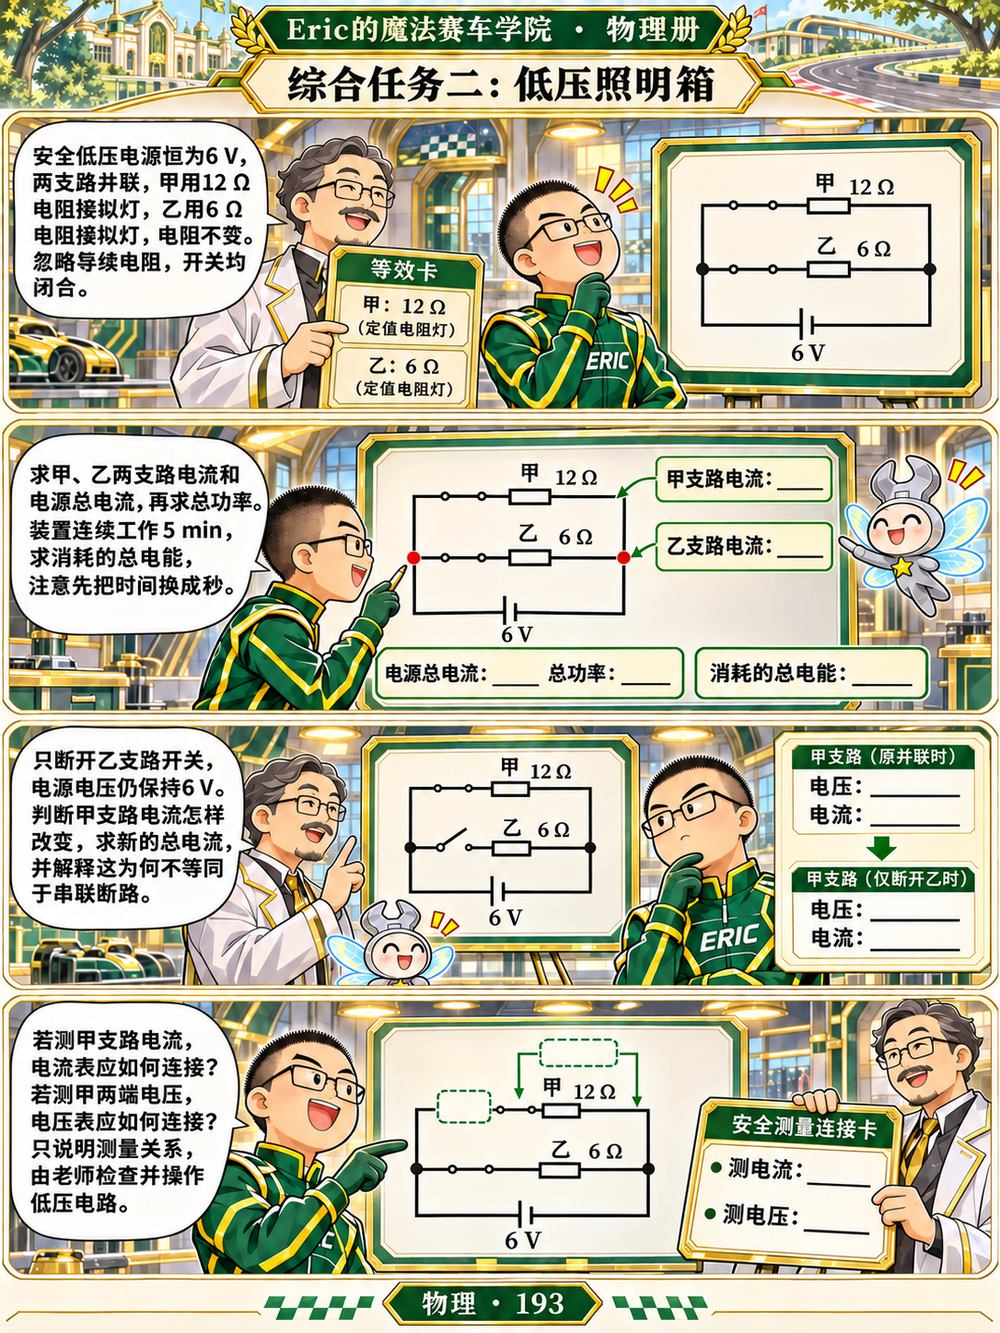 Eric的魔法赛车学院 · 物理册
综合任务二：低压照明箱
安全低压电源恒为6 V，
两支路并联，甲用12 Ω
电阻接拟灯，乙用6 Ω
电阻接拟灯，电阻不变。
忽略导续电阻，开关均
闭合。
等效卡
甲：12 Ω
（定值电阻灯）
乙：6 Ω
（定值电阻灯）
ERIC
甲 12 Ω
乙 6 Ω
6 V
求甲、乙两支路电流和
电源总电流，再求总功率。
装置连续工作 5 min，
求消耗的总电能，
注意先把时间换成秒。
甲 12 Ω
乙 6 Ω
6 V
甲支路电流：____
乙支路电流：____
电源总电流：____ 总功率：____
消耗的总电能：____
只断开乙支路开关，
电源电压仍保持6 V。
判断甲支路电流怎样
改变，求新的总电流，
并解释这为何不等同
于串联断路。
甲 12 Ω
乙 6 Ω
6 V
ERIC
甲支路（原并联时）
电压：____
电流：____
甲支路（仅断开乙时）
电压：____
电流：____
若测甲支路电流，
电流表应如何连接？
若测甲两端电压，
电压表应如何连接？
只说明测量关系，
由老师检查并操作
低压电路。
甲 12 Ω
乙 6 Ω
6 V
安全测量连接卡
测电流：____
测电压：____
物理 · 193